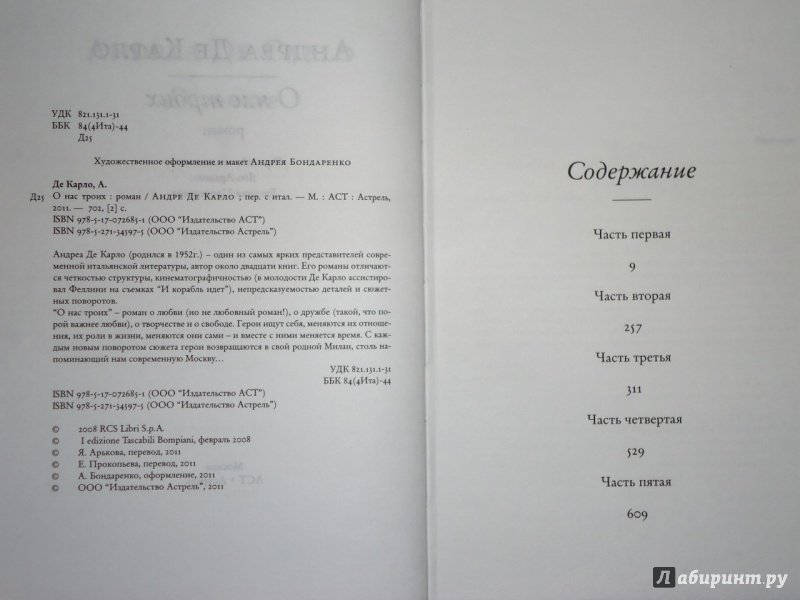 УДК 821.131.1-31
ББК 84(4Ита)-44
Д25
Художественное оформление и макет Андрея Бондаренко
Де Карло, А.
Д25 О нас троих : роман / Андре Де Карло ; пер. с итал. — М. : АСТ : Астрель,
2011. — 702, [2] с.
ISBN 978-5-17-072685-1 (ООО "Издательство АСТ")
ISBN 978-5-271-34597-5 (ООО "Издательство Астрель")
Андреа Де Карло (родился в 1952г.) – один из самых ярких представителей совре-
менной итальянской литературы, автор около двадцати книг. Его романы отличают-
ся четкостью структуры, кинематографичностью (в молодости Де Карло ассистиро-
вал Феллини на съемках "И корабль идет"), непредсказуемостью деталей и сюжет-
ных поворотов.
"О нас троих" – роман о любви (но не любовный роман!), о дружбе (такой, что по-
рой важнее любви), о творчестве и о свободе. Герои ищут себя, меняются их отноше-
ния, их роли в жизни, меняются они сами – и вместе с ними меняется время. С каж-
дым новым поворотом сюжета герои возвращаются в свой родной Милан, столь на-
поминающий нам современную Москву…
УДК 821.131.1-31
ББК 84(4Ита)-44
ISBN 978-5-17-072685-1 (ООО "Издательство АСТ")
ISBN 978-5-271-34597-5 (ООО "Издательство Астрель")
© 2008 RCS Libri S.p.A.
© I edizione Tascabili Bompiani, февраль 2008
© Я. Арькова, перевод, 2011
© Е. Прокопьева, перевод, 2011
© А. Бондаренко, оформление, 2011
© ООО "Издательство Астрель", 2011
Содержание
Часть первая
9
Часть вторая
257
Часть третья
311
Часть четвертая
529
Часть пятая
609
Лабиринт.ру